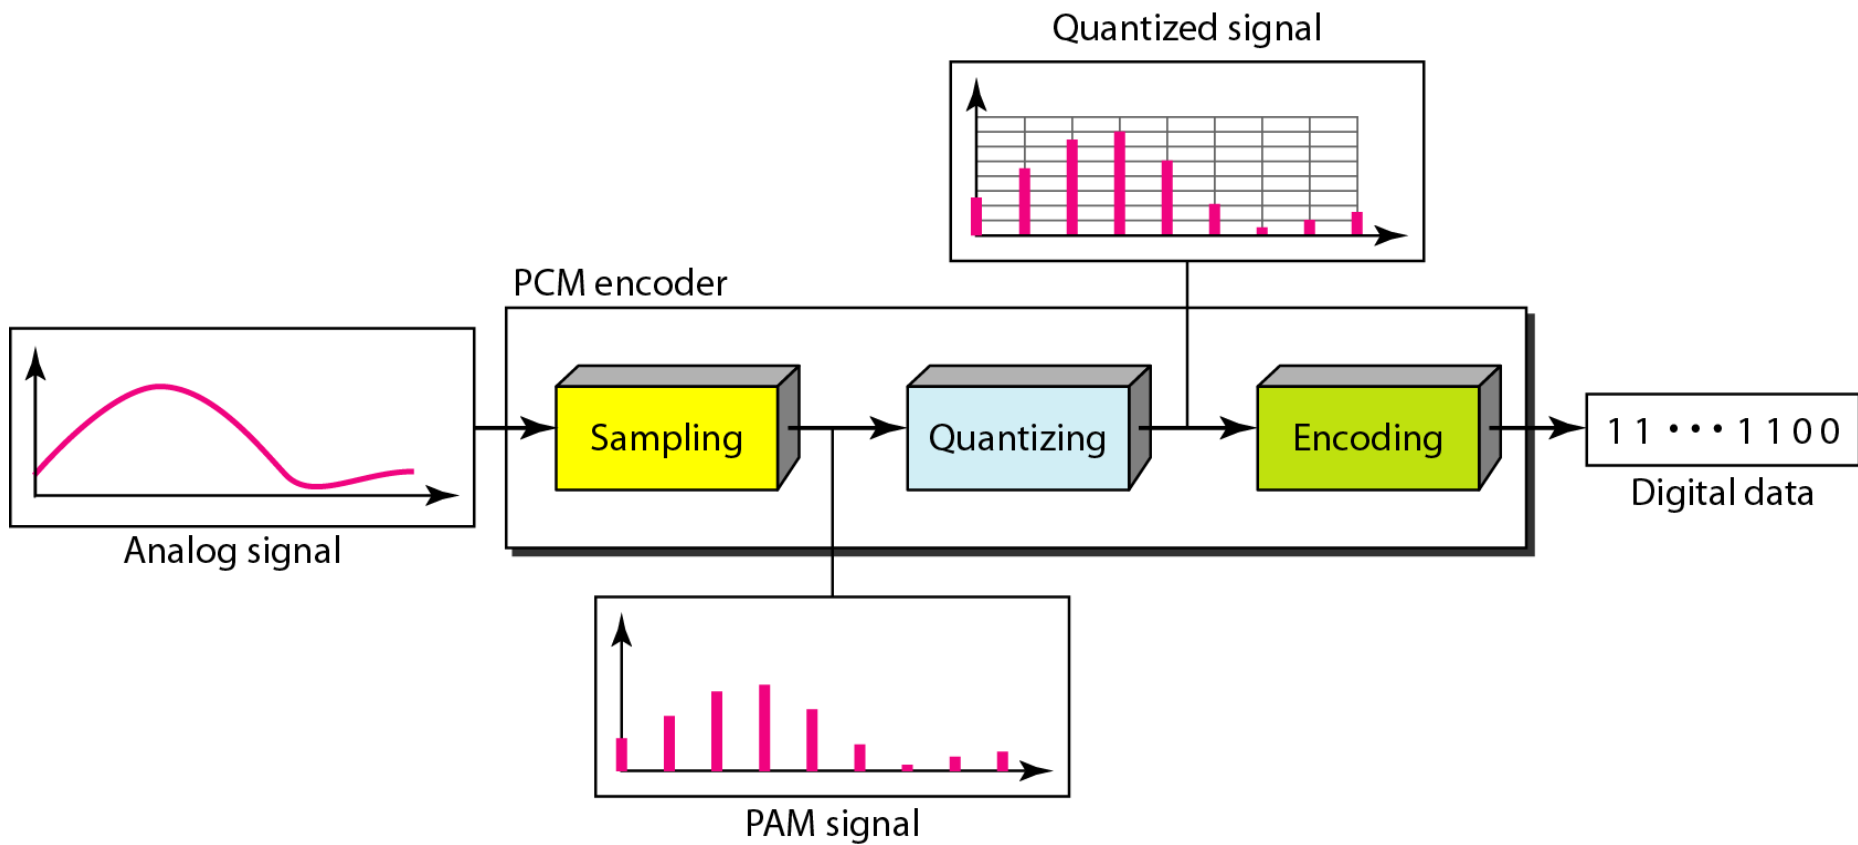 Quantized signal
PCM encoder
Analog signal
Sampling
Quantizing
Encoding
11···1100
Digital data
PAM signal